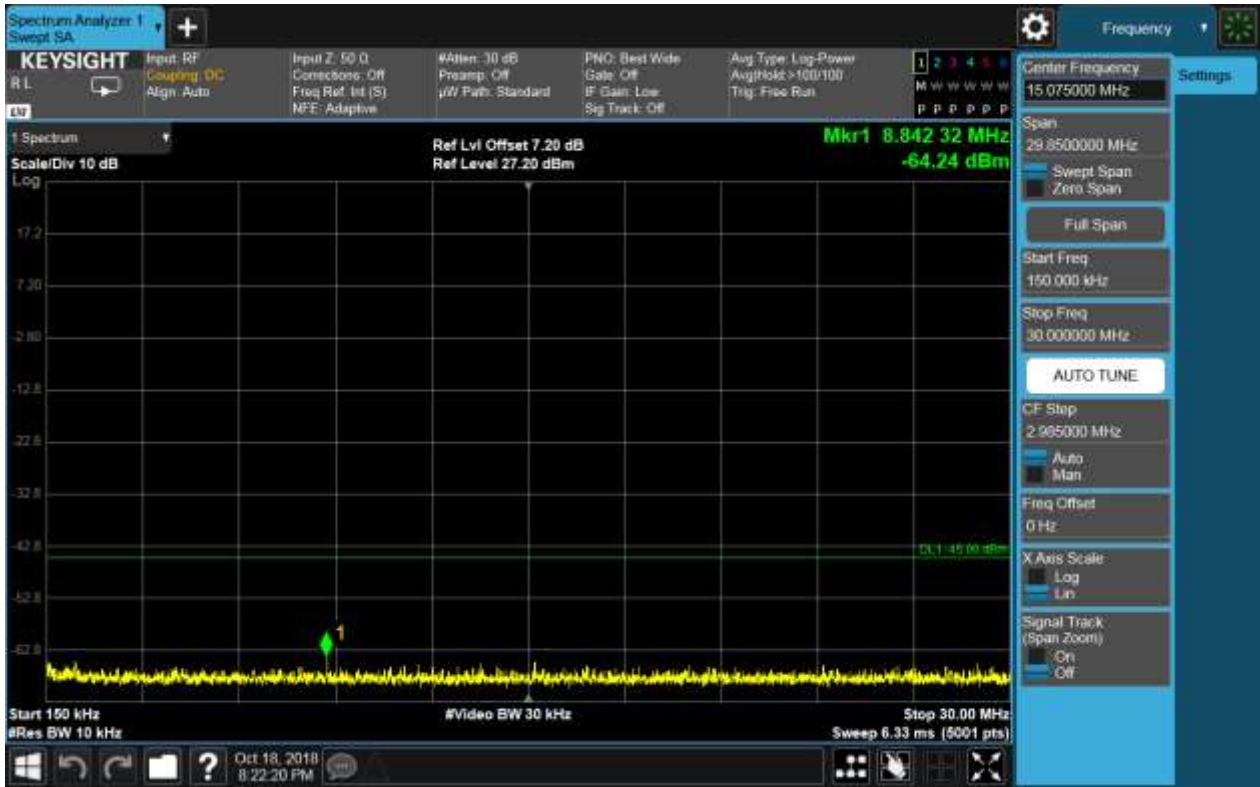 Spectrum Analyzer 1
Swept SA
+
Frequency
KEYSIGHT
R L
Input: RF
Coupling: DC
Align: Auto
Input Z: 50 Ω
Corrections: Off
Freq Ref: Int (S)
NFE: Adaptive
#Atten: 30 dB
Preamp: Off
µW Path: Standard
PNO: Best Wide
Gate: Off
IF Gain: Low
Sig Track: Off
Avg Type: Log-Power
Avg|Hold:>100/100
Trig: Free Run
1 2 3 4 5 6
M W W W W W
P P P P P P
Center Frequency
15.075000 MHz
Settings
Span
29.8500000 MHz
Swept Span
Zero Span
Full Span
Start Freq
150.000 kHz
Stop Freq
30.000000 MHz
AUTO TUNE
CF Step
2.985000 MHz
Auto
Man
Freq Offset
0 Hz
X Axis Scale
Log
Lin
Signal Track
(Span Zoom)
On
Off
1 Spectrum
Scale/Div 10 dB
Log
Ref Lvl Offset 7.20 dB
Ref Level 27.20 dBm
Mkr1 8.842 32 MHz
-64.24 dBm
17.2
7.20
-2.80
-12.8
-22.8
-32.8
-42.8
DL1 -45.00 dBm
-52.8
-62.8
1
Start 150 kHz
#Res BW 10 kHz
#Video BW 30 kHz
Stop 30.00 MHz
Sweep 6.33 ms (5001 pts)
?
Oct 18, 2018
8:22:20 PM